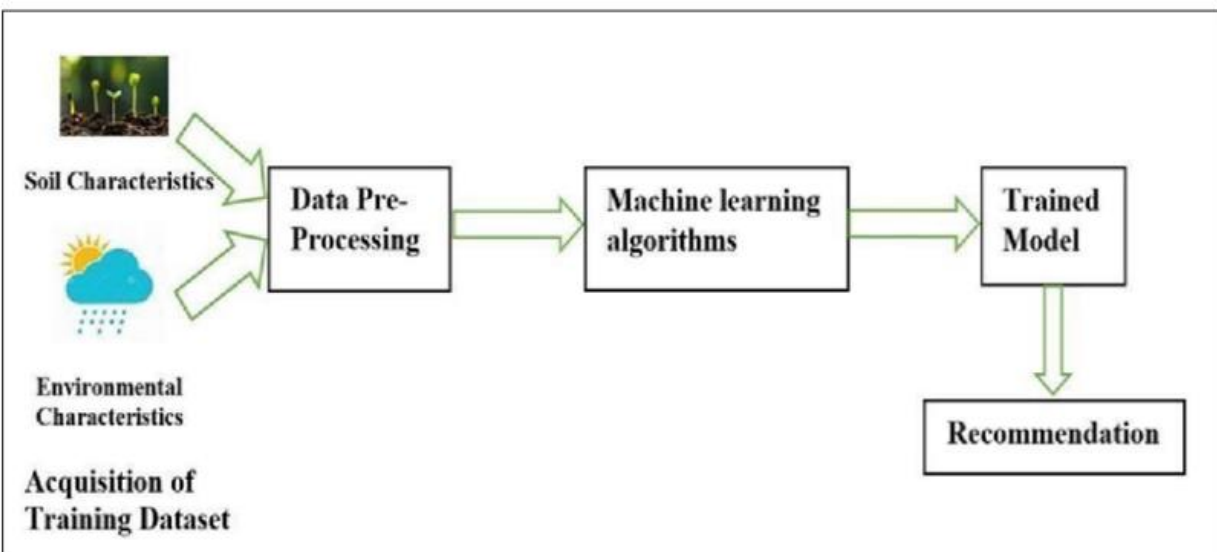 Soil Characteristics
Environmental
Characteristics
Acquisition of
Training Dataset
Data Pre-
Processing
Machine learning
algorithms
Trained
Model
Recommendation